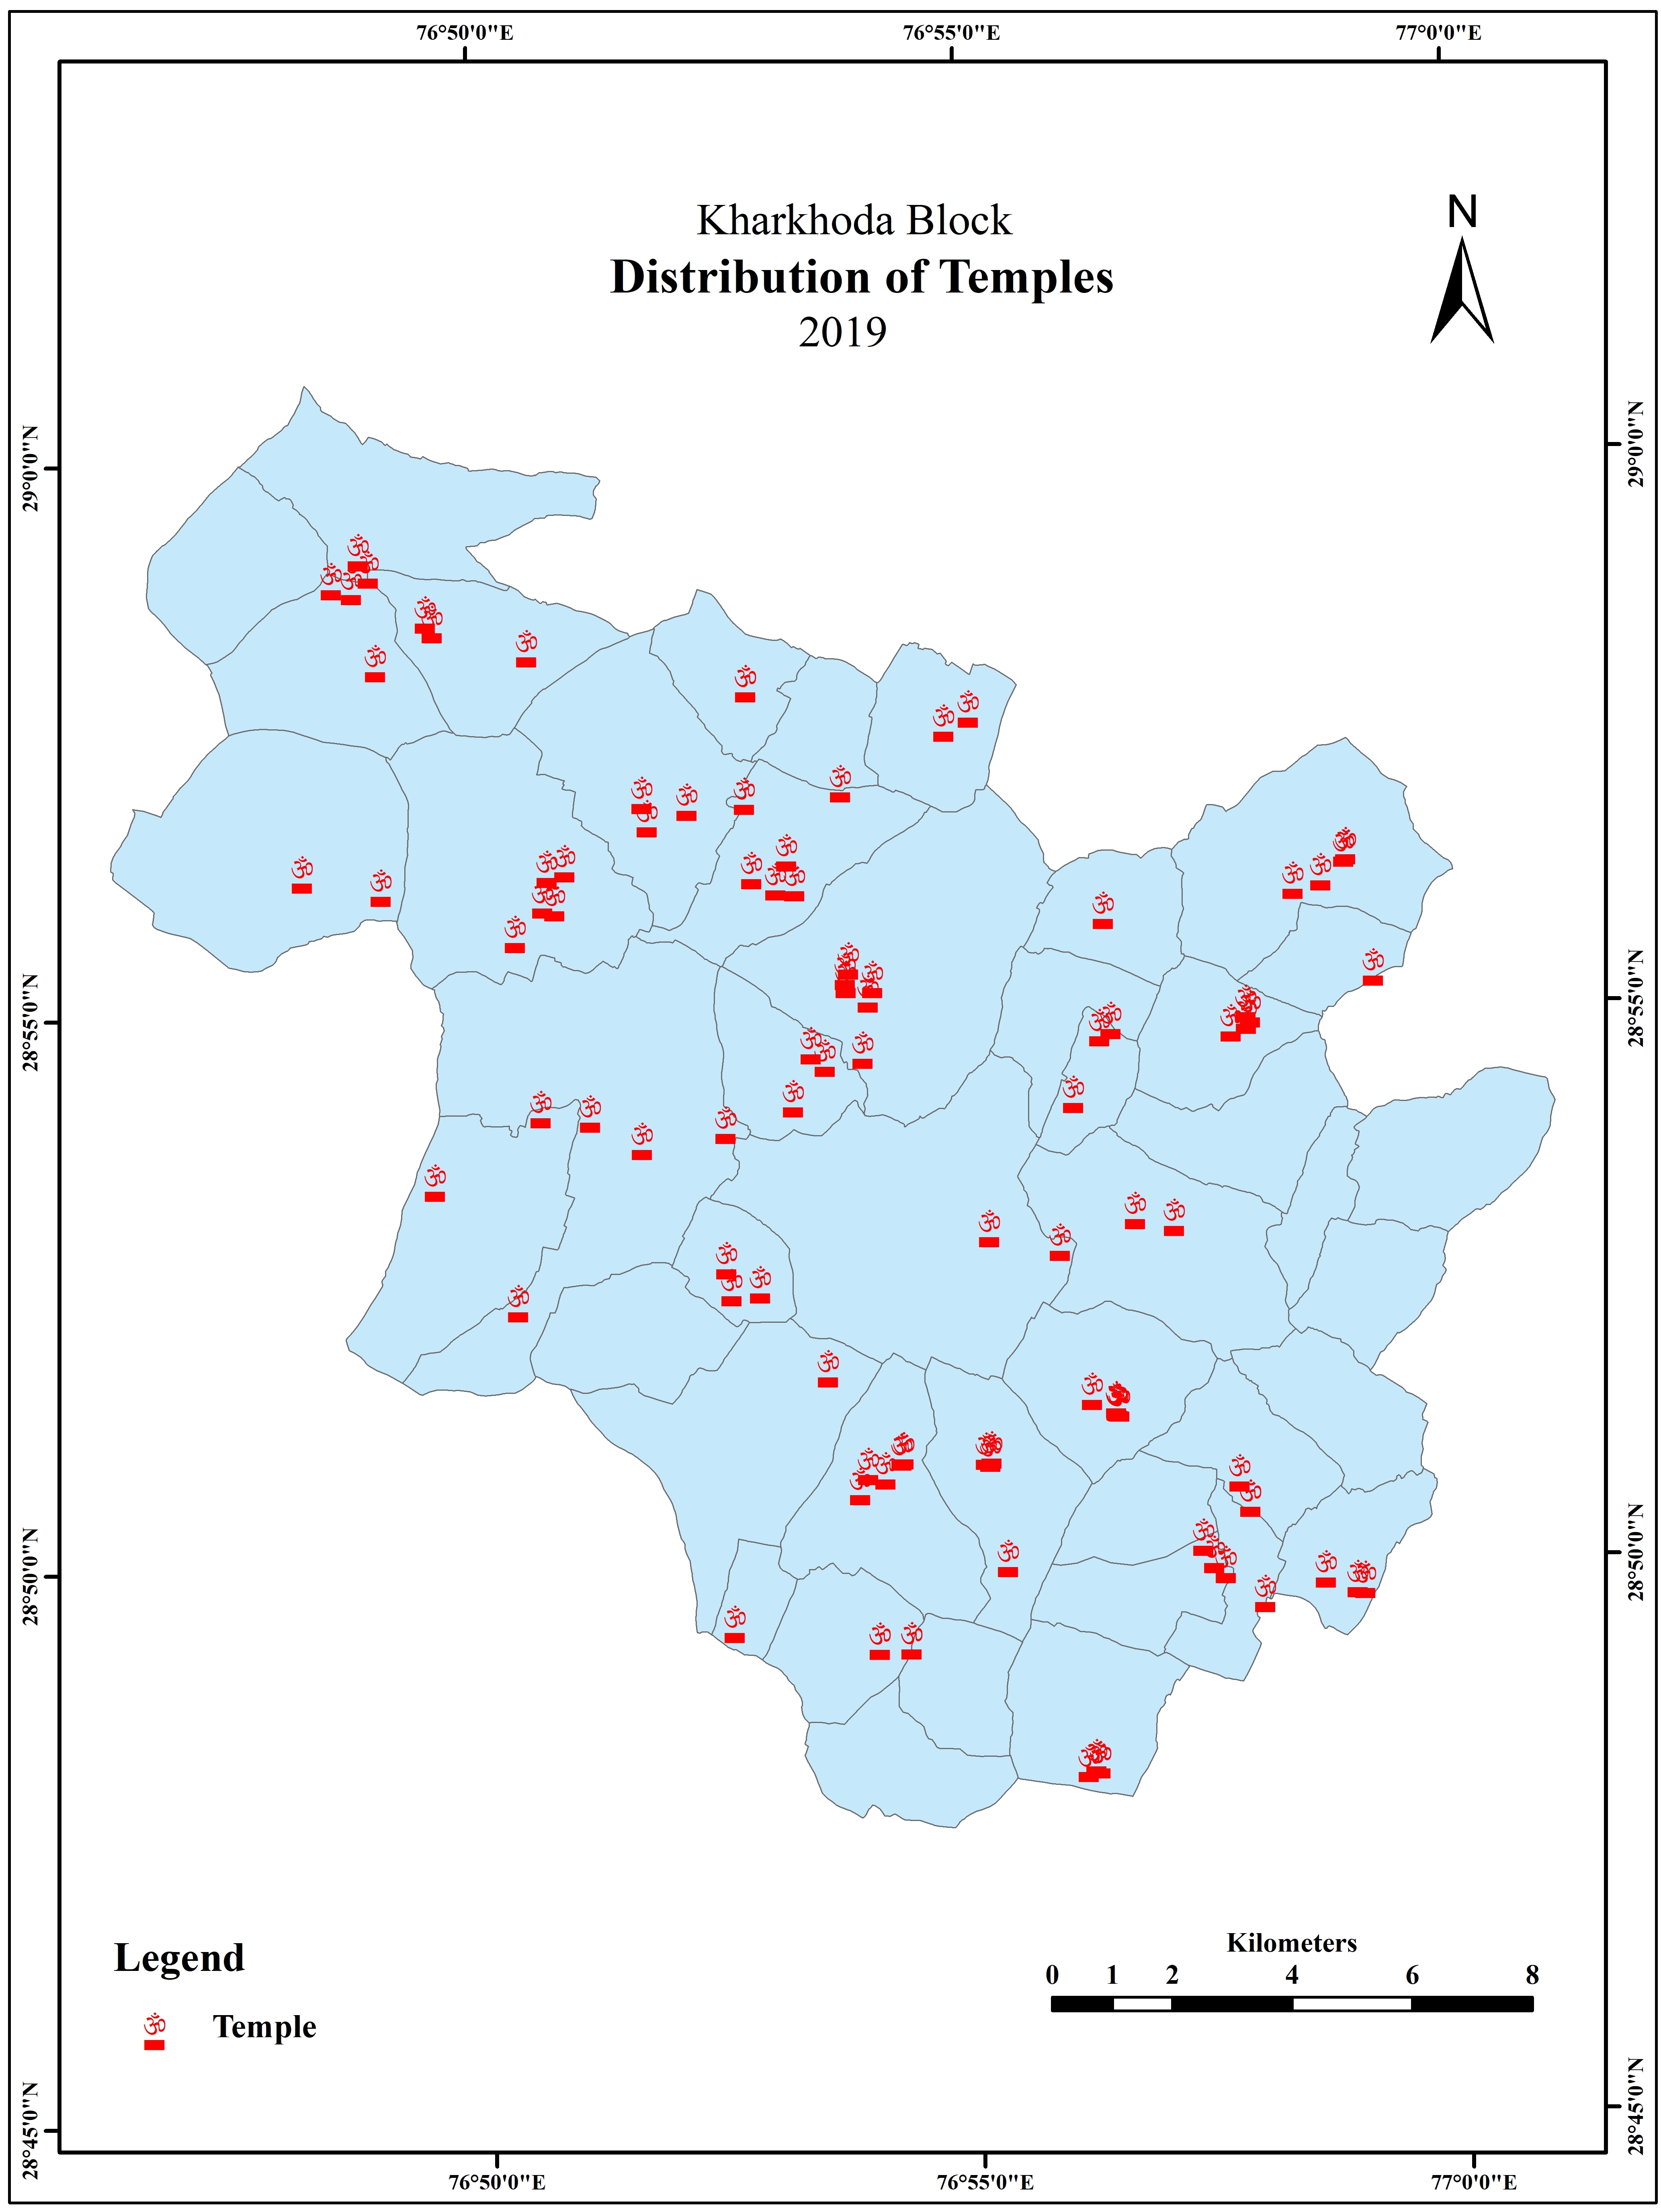 76°50'0"E 76°55'0"E 77°0'0"E
Kharkhoda Block
Distribution of Temples
2019
N
29°0'0"N 29°0'0"N
28°55'0"N 28°55'0"N
28°50'0"N 28°50'0"N
28°45'0"N 28°45'0"N
Legend
ॐ Temple
Kilometers
0 1 2 4 6 8
76°50'0"E 76°55'0"E 77°0'0"E